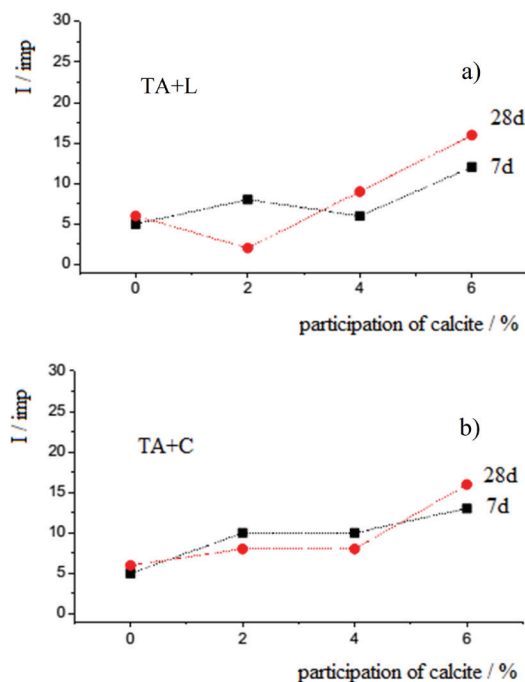 30
a)
25
TA+L
I / imp
20
28d
15
7d
10
5
0
0 2 4 6
participation of calcite / %
30
b)
25
TA+C
I / imp
20
28d
15
7d
10
5
0
0 2 4 6
participation of calcite / %